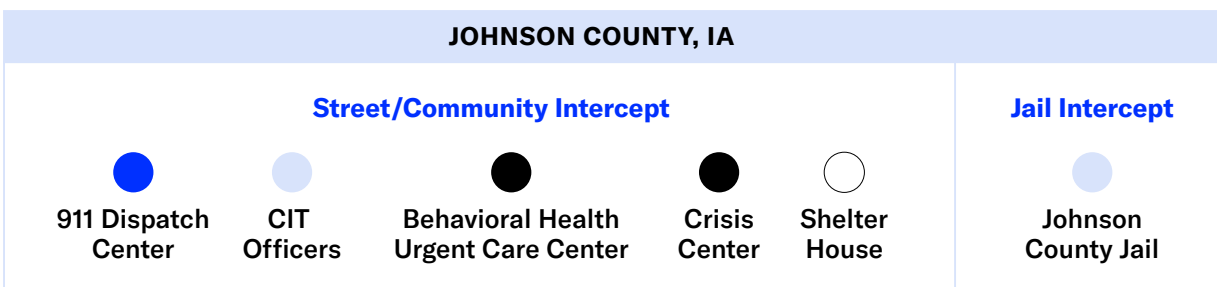 JOHNSON COUNTY, IA
Street/Community Intercept
Jail Intercept
911 Dispatch
Center
CIT
Officers
Behavioral Health
Urgent Care Center
Crisis
Center
Shelter
House
Johnson
County Jail